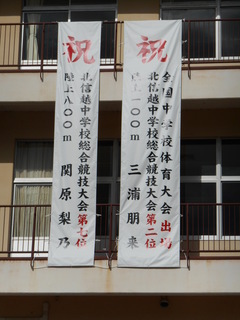 祝
全国中学校体育大会出場
北信越中学校総合競技大会第二位
陸上一〇〇m 三浦朋来
祝
北信越中学校総合競技大会第七位
陸上八〇〇m 関原梨乃